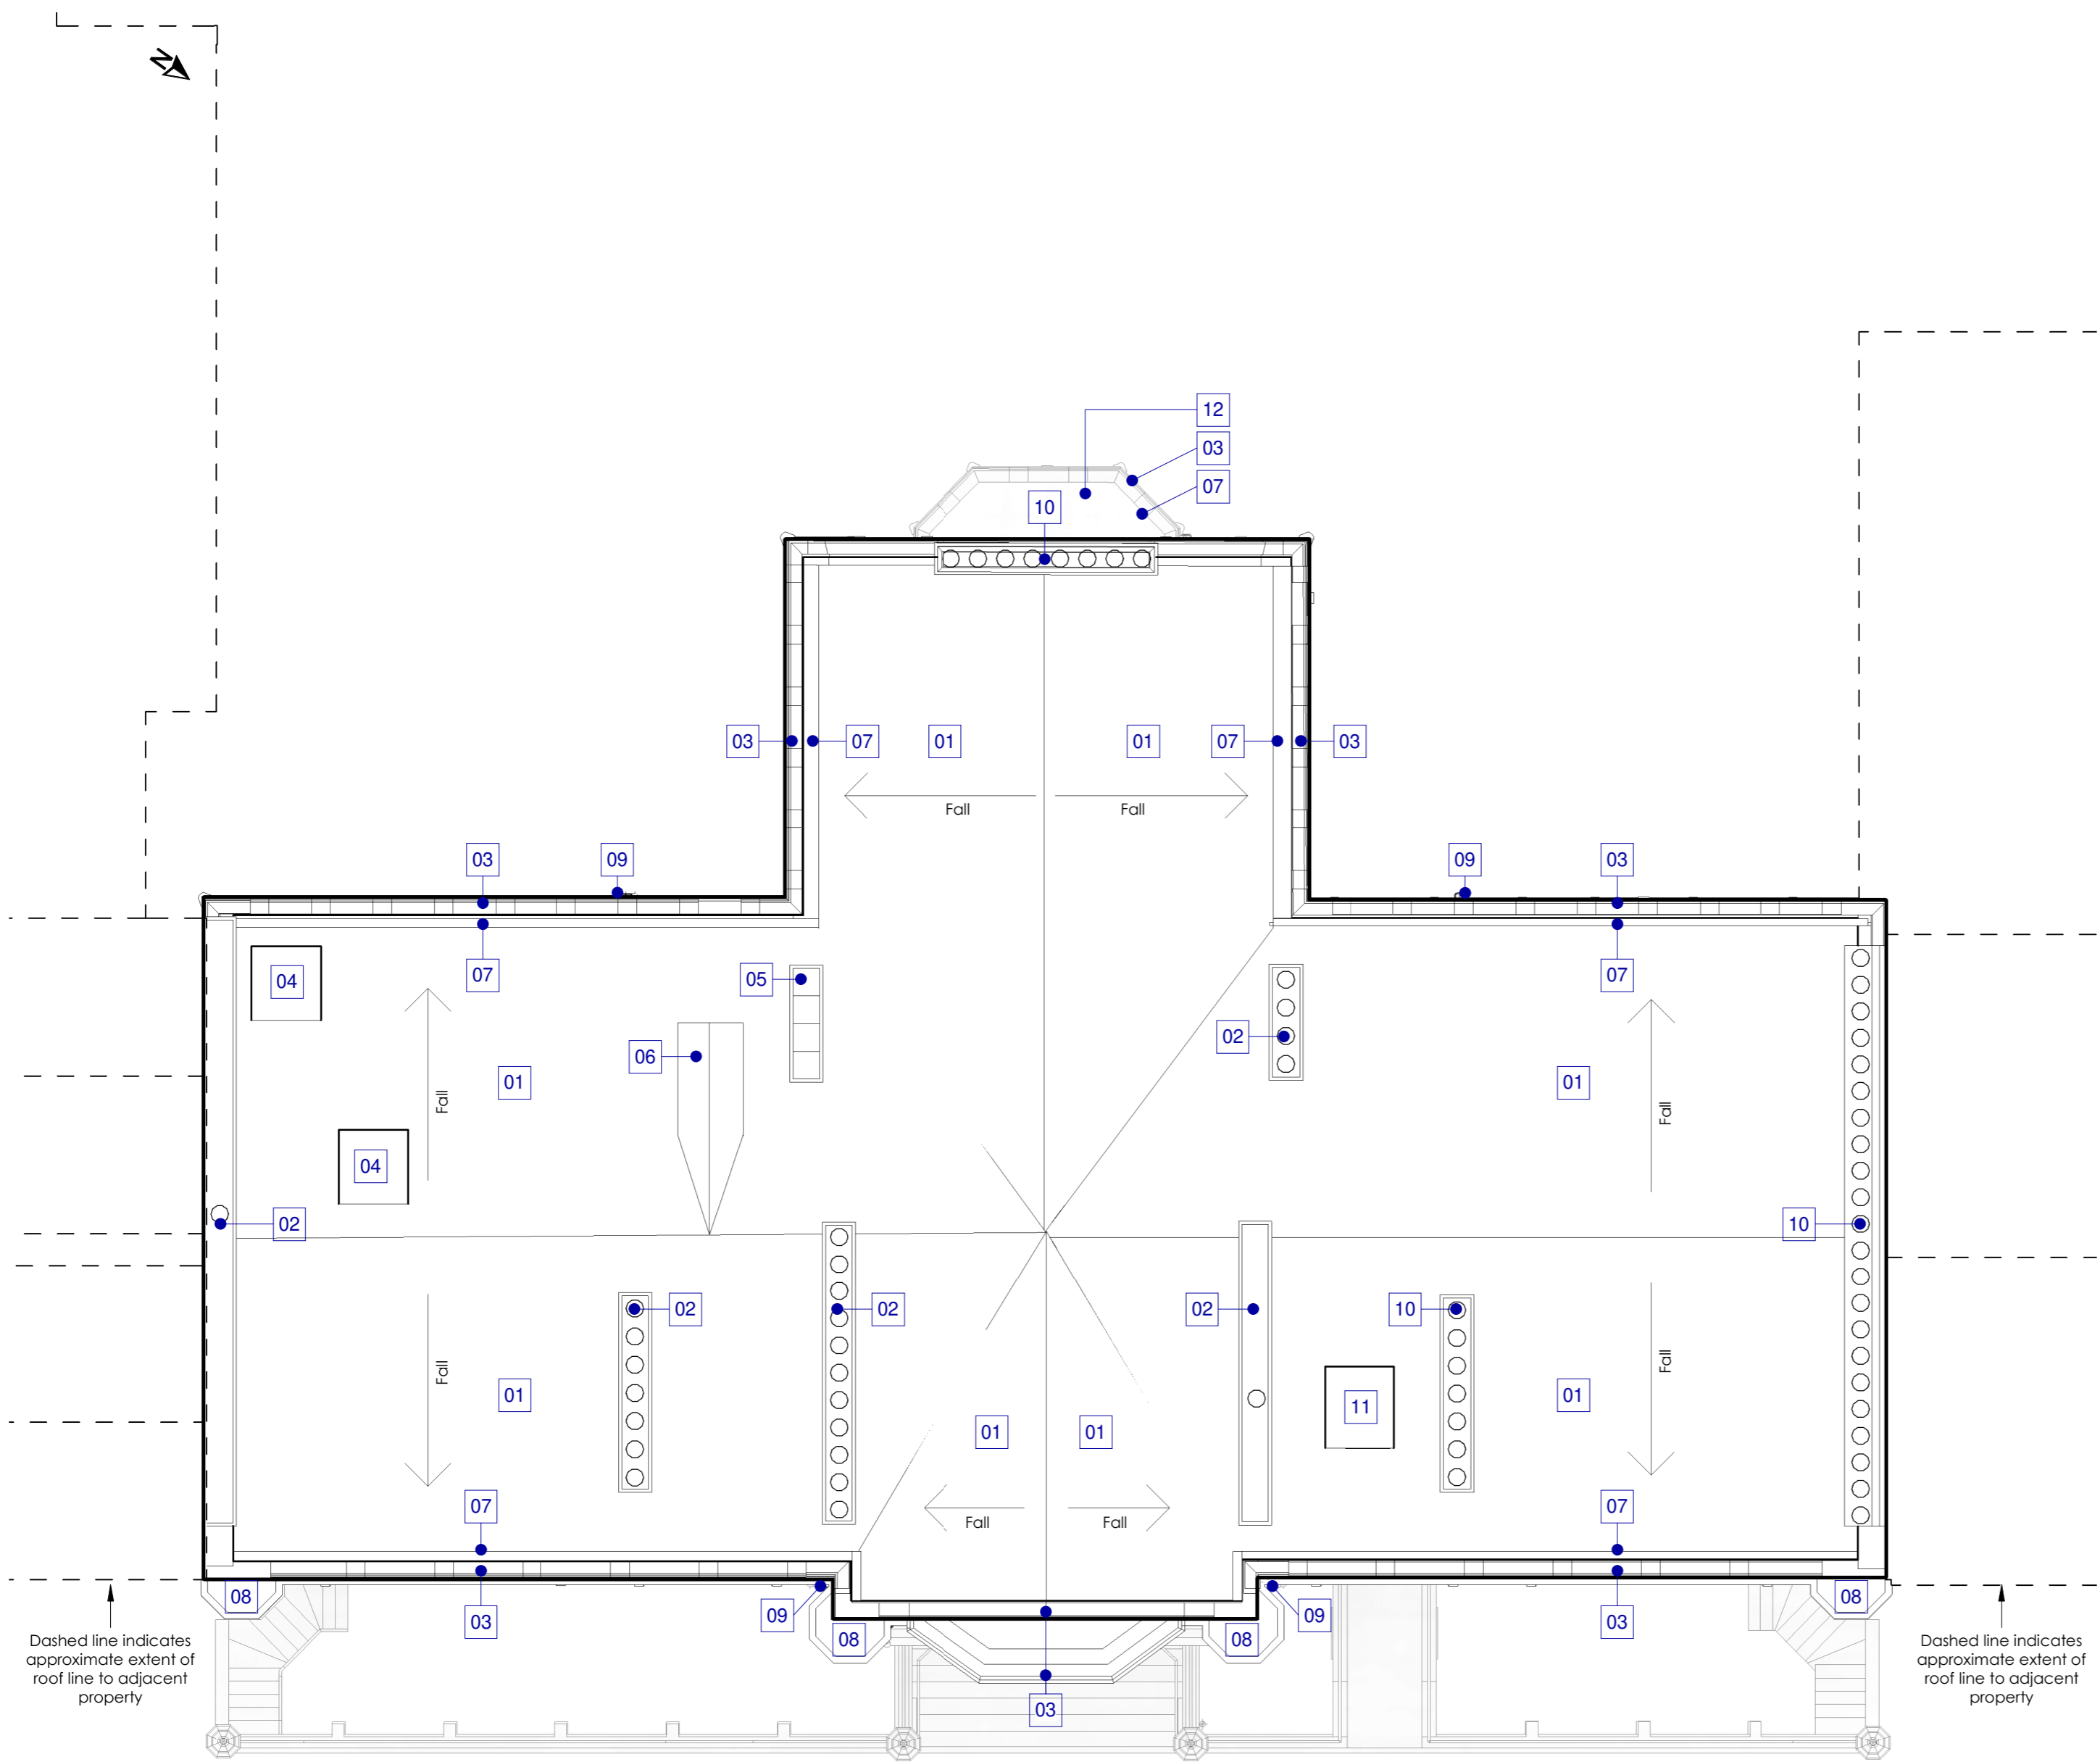 N
12
03
10
07
03
07
01
01
07
03
Fall
Fall
03
09
09
03
04
07
05
07
02
06
01
01
Fall
Fall
04
02
10
02
02
02
10
Fall
Fall
01
01
11
01
01
07
Fall
Fall
07
08
03
09
08
08
09
03
08
03
Dashed line indicates
approximate extent of
roof line to adjacent
property
Dashed line indicates
approximate extent of
roof line to adjacent
property